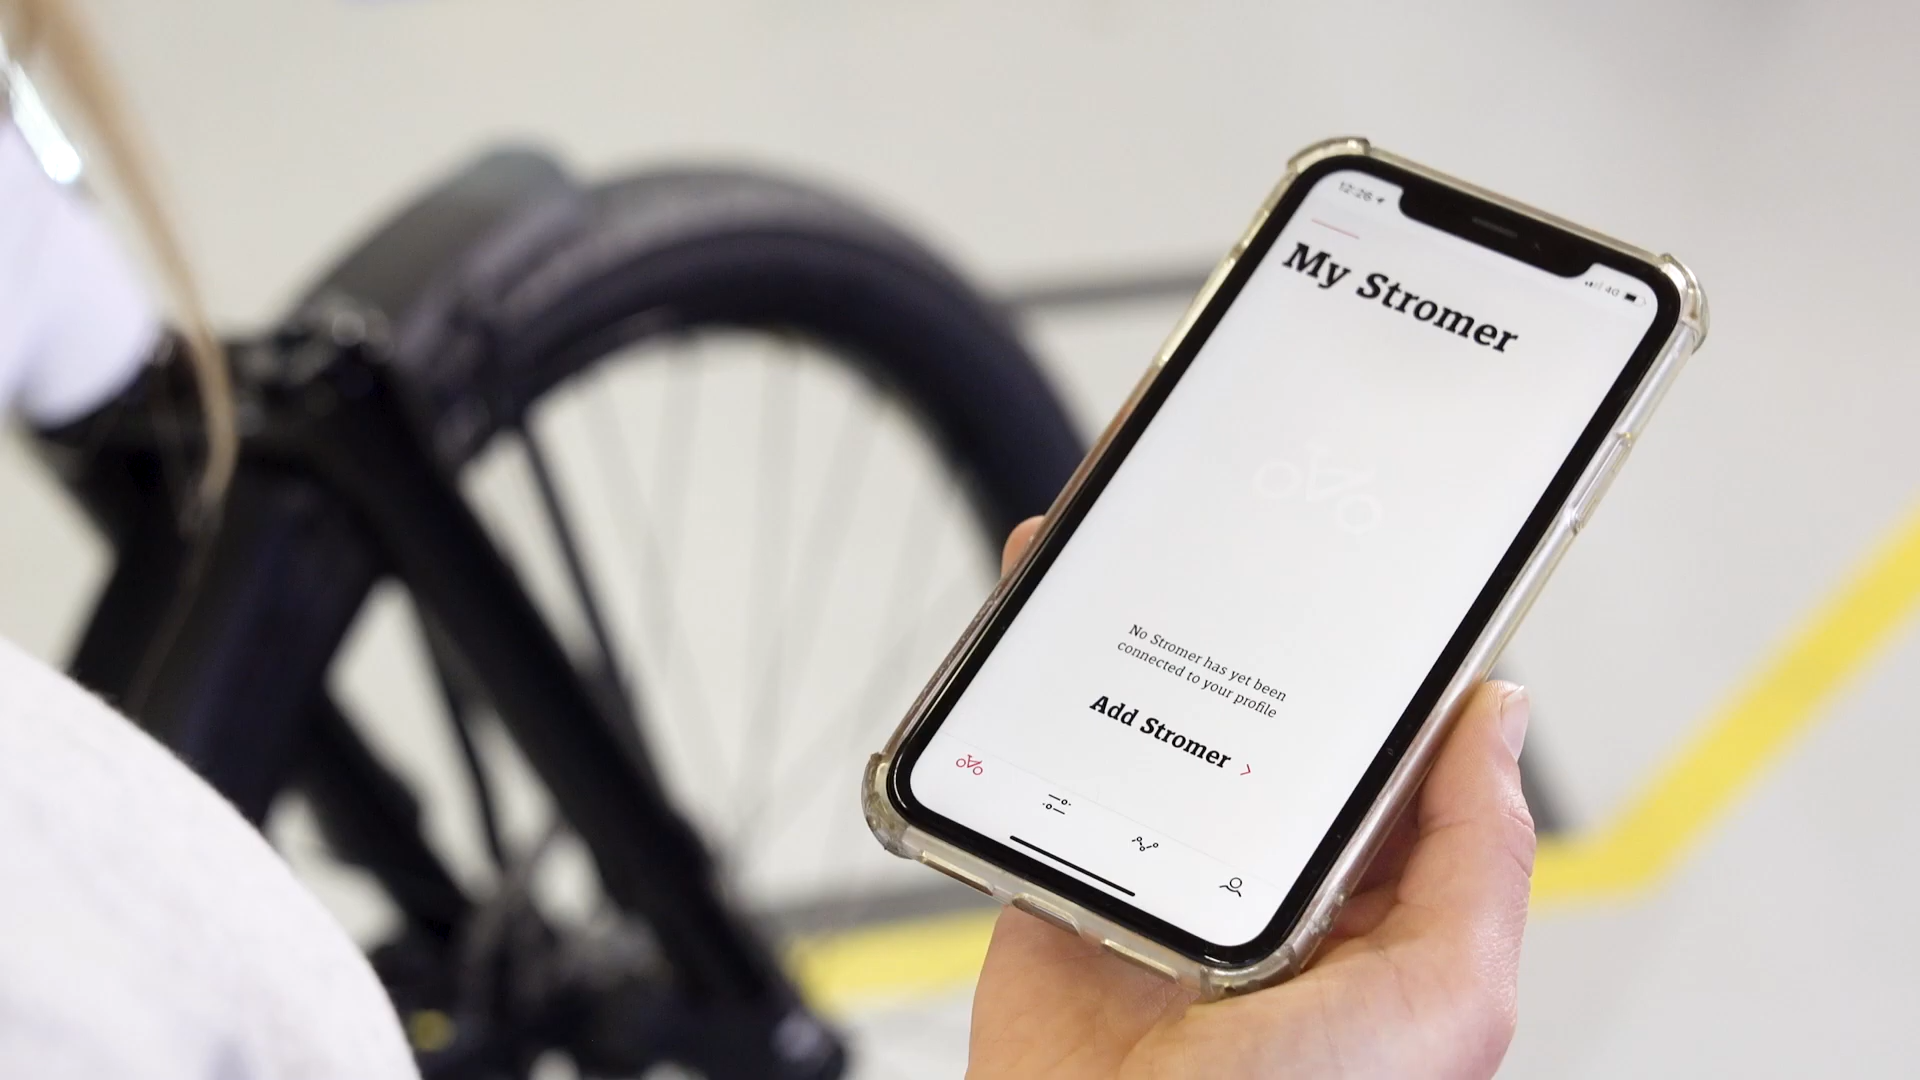 12:26
4G
My Stromer
No Stromer has yet been
connected to your profile
Add Stromer